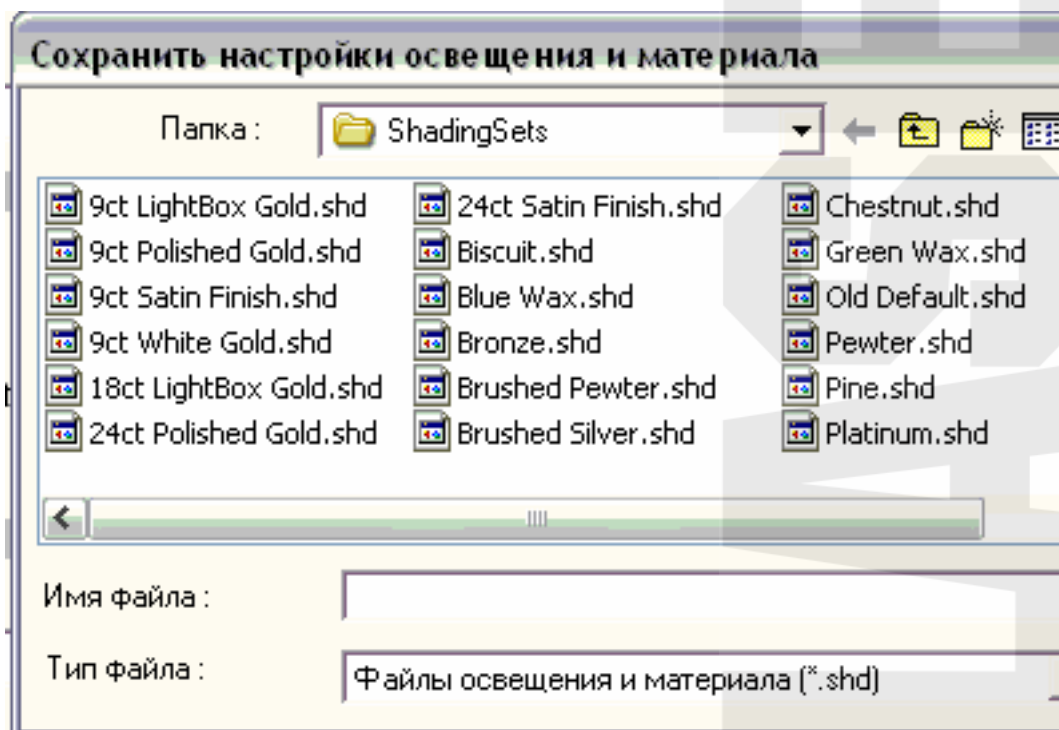 Сохранить настройки освещения и материала
Папка: ShadingSets
9ct LightBox Gold.shd 24ct Satin Finish.shd Chestnut.shd
9ct Polished Gold.shd Biscuit.shd Green Wax.shd
9ct Satin Finish.shd Blue Wax.shd Old Default.shd
9ct White Gold.shd Bronze.shd Pewter.shd
18ct LightBox Gold.shd Brushed Pewter.shd Pine.shd
24ct Polished Gold.shd Brushed Silver.shd Platinum.shd
Имя файла:
Тип файла: Файлы освещения и материала (*.shd)